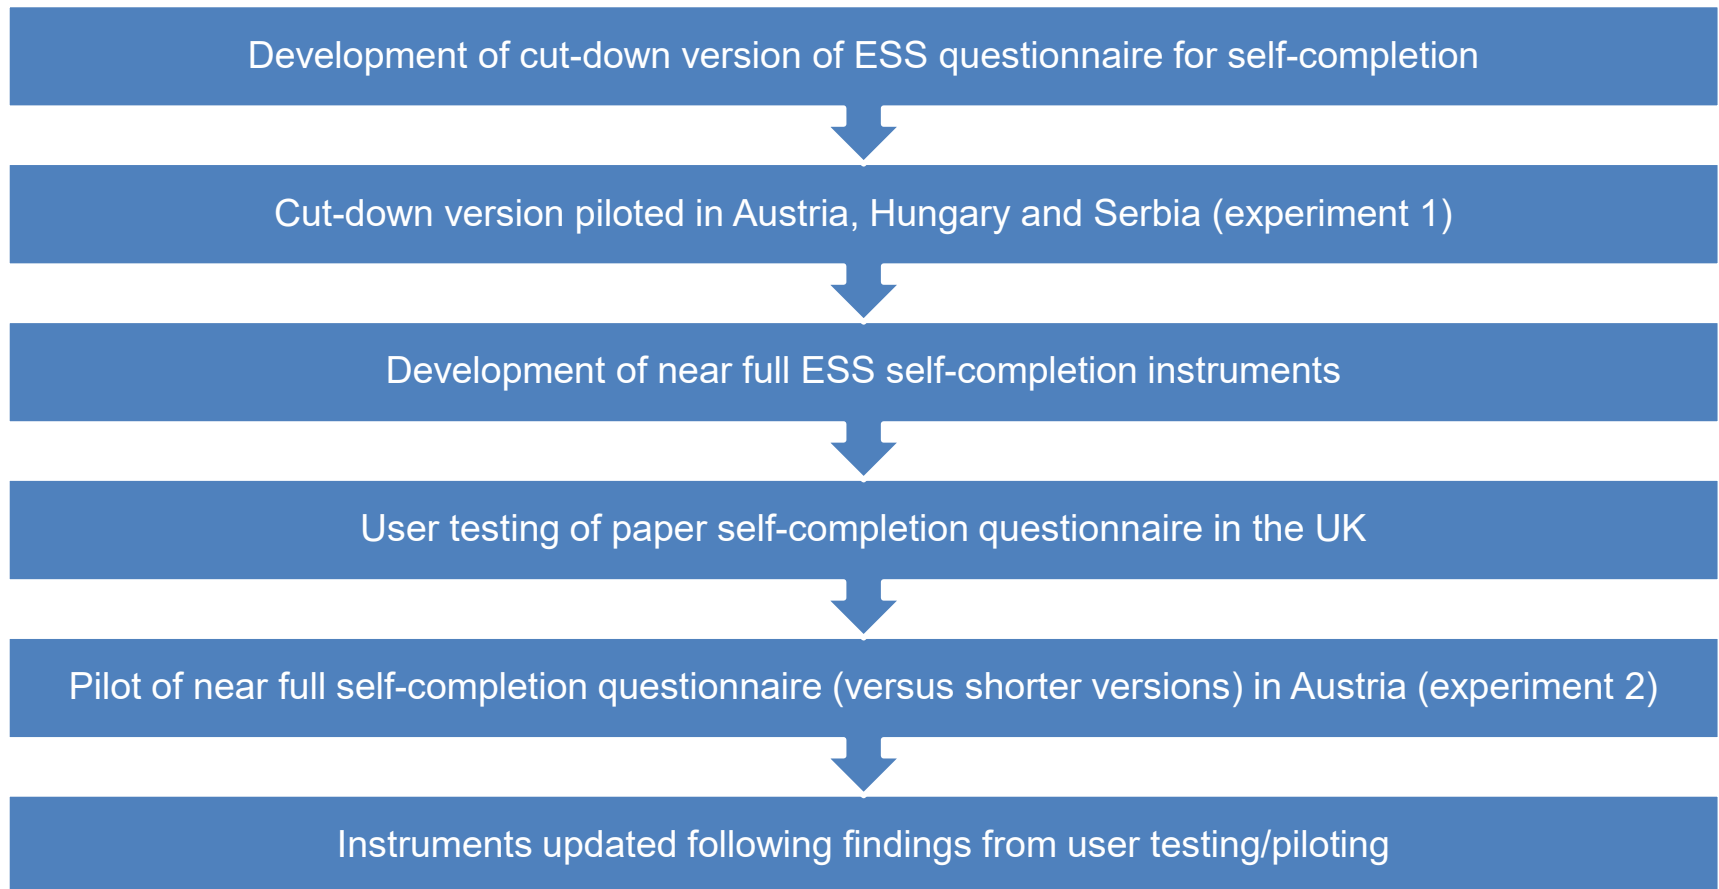 Development of cut-down version of ESS questionnaire for self-completion
Cut-down version piloted in Austria, Hungary and Serbia (experiment 1)
Development of near full ESS self-completion instruments
User testing of paper self-completion questionnaire in the UK
Pilot of near full self-completion questionnaire (versus shorter versions) in Austria (experiment 2)
Instruments updated following findings from user testing/piloting